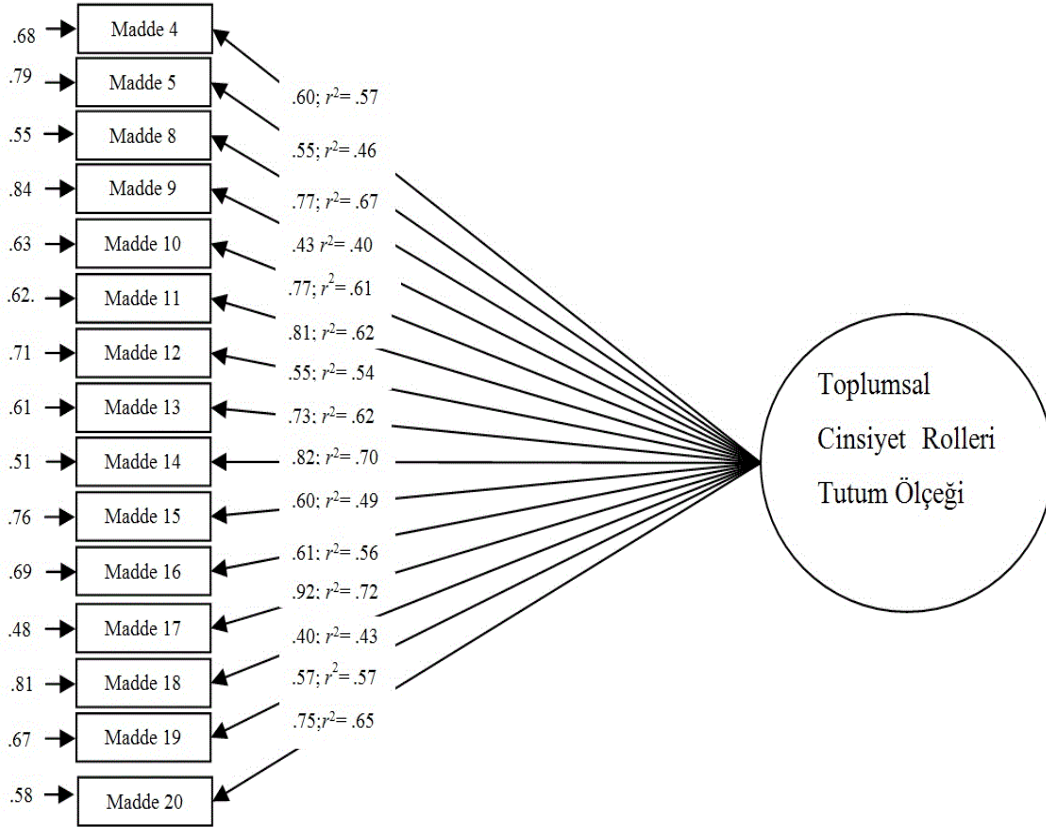 .68
Madde 4
.79
Madde 5
.60; r²= .57
.55
Madde 8
.55; r²= .46
.84
Madde 9
.77; r²= .67
.63
Madde 10
.43 r²= .40
.77; r²= .61
.62.
Madde 11
.81; r²= .62
.71
Madde 12
.55; r²= .54
.61
Madde 13
.73; r²= .62
.51
Madde 14
.82; r²= .70
.76
Madde 15
.60; r²= .49
.69
Madde 16
.61; r²= .56
.92; r²= .72
.48
Madde 17
.40; r²= .43
.81
Madde 18
.57; r²= .57
.67
Madde 19
.75;r²= .65
.58
Madde 20
Toplumsal
Cinsiyet Rolleri
Tutum Ölçeği